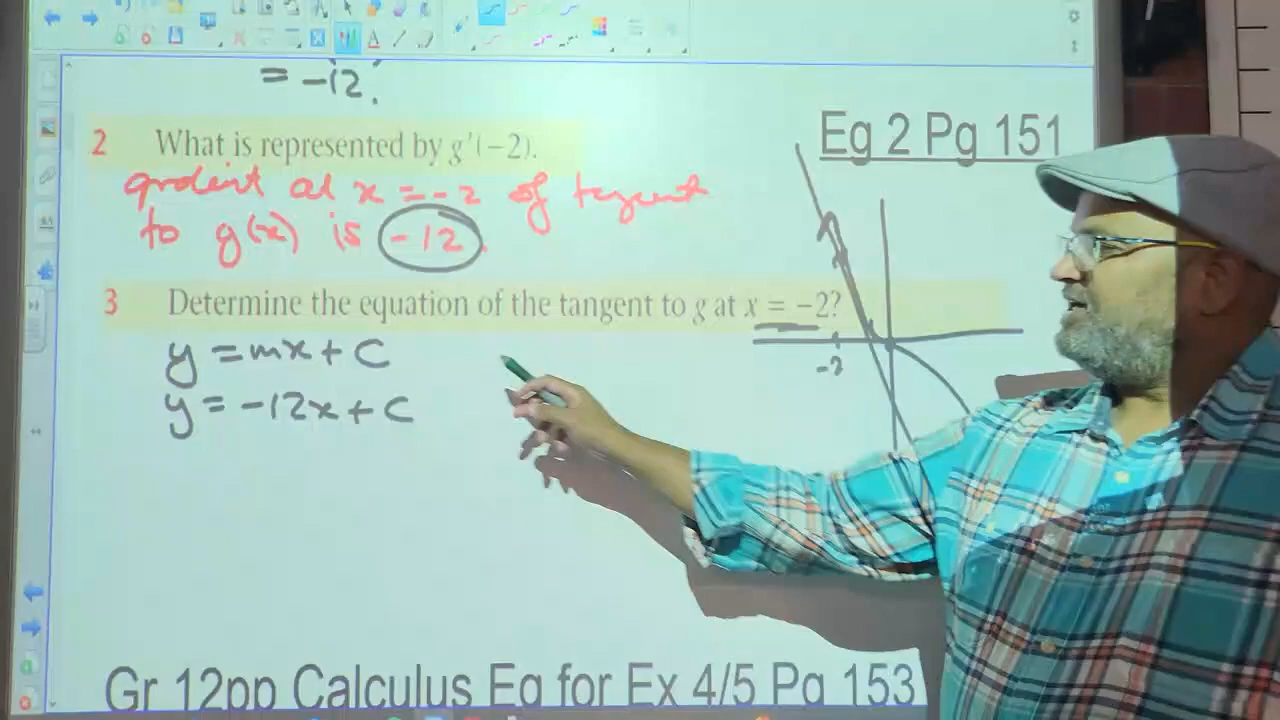 = -12.
Eg 2 Pg 151
2 What is represented by g'(−2).
gradient at x = -2 of tangent
to g(x) is -12.
3 Determine the equation of the tangent to g at x = −2?
y = mx + c
y = -12x + c
-2
Gr 12pp Calculus Eg for Ex 4/5 Pg 153